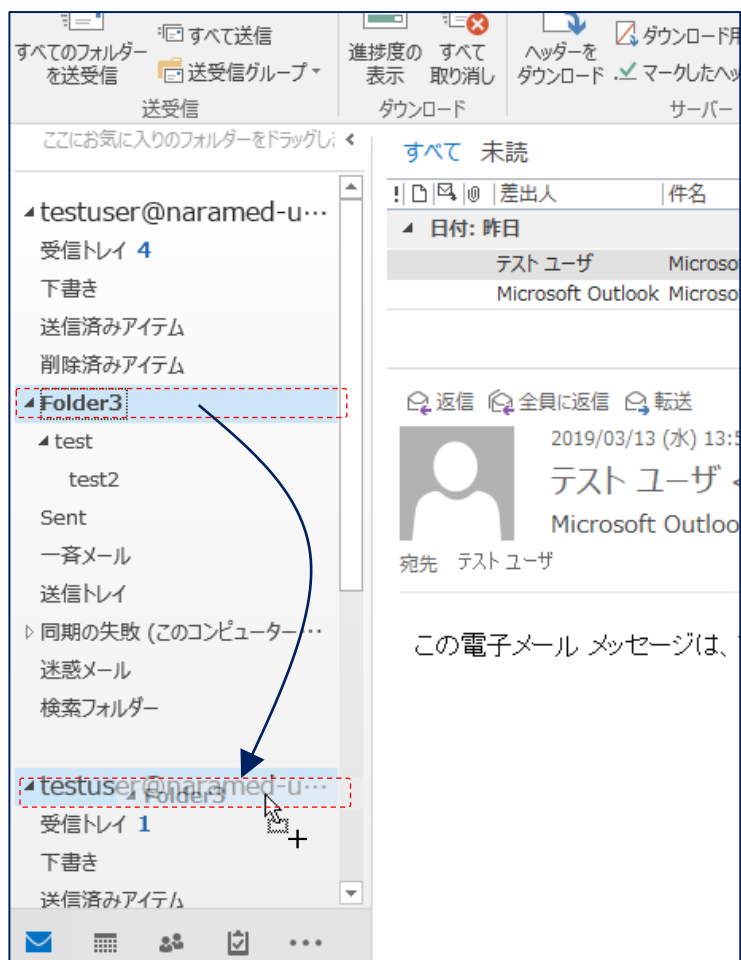 すべてのフォルダー
を送受信
すべて送信
送受信グループ
送受信
進捗度の
表示
すべて
取り消し
ダウンロード
ヘッダーを
ダウンロード
ダウンロード用
マークしたヘッ
サーバー
ここにお気に入りのフォルダーをドラッグし
testuser@naramed-u…
受信トレイ 4
下書き
送信済みアイテム
削除済みアイテム
Folder3
test
test2
Sent
一斉メール
送信トレイ
同期の失敗 (このコンピューター…
迷惑メール
検索フォルダー
testuser@naramed-u…
Folder3
受信トレイ 1
下書き
送信済みアイテム
すべて 未読
差出人 件名
日付: 昨日
テスト ユーザ Microso
Microsoft Outlook Microso
返信 全員に返信 転送
2019/03/13 (水) 13:5
テスト ユーザ <
Microsoft Outloo
宛先 テスト ユーザ
この電子メール メッセージは、